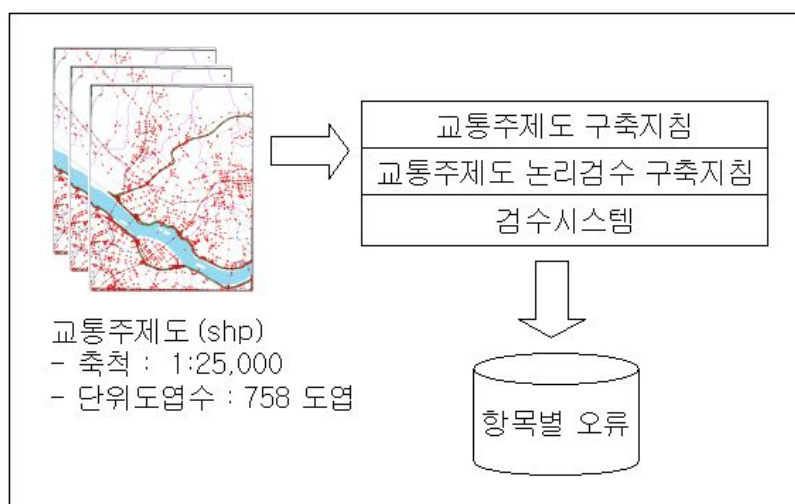 교통주제도 (shp)
- 축척 : 1:25,000
- 단위도엽수 : 758 도엽
교통주제도 구축지침
교통주제도 논리검수 구축지침
검수시스템
항목별 오류